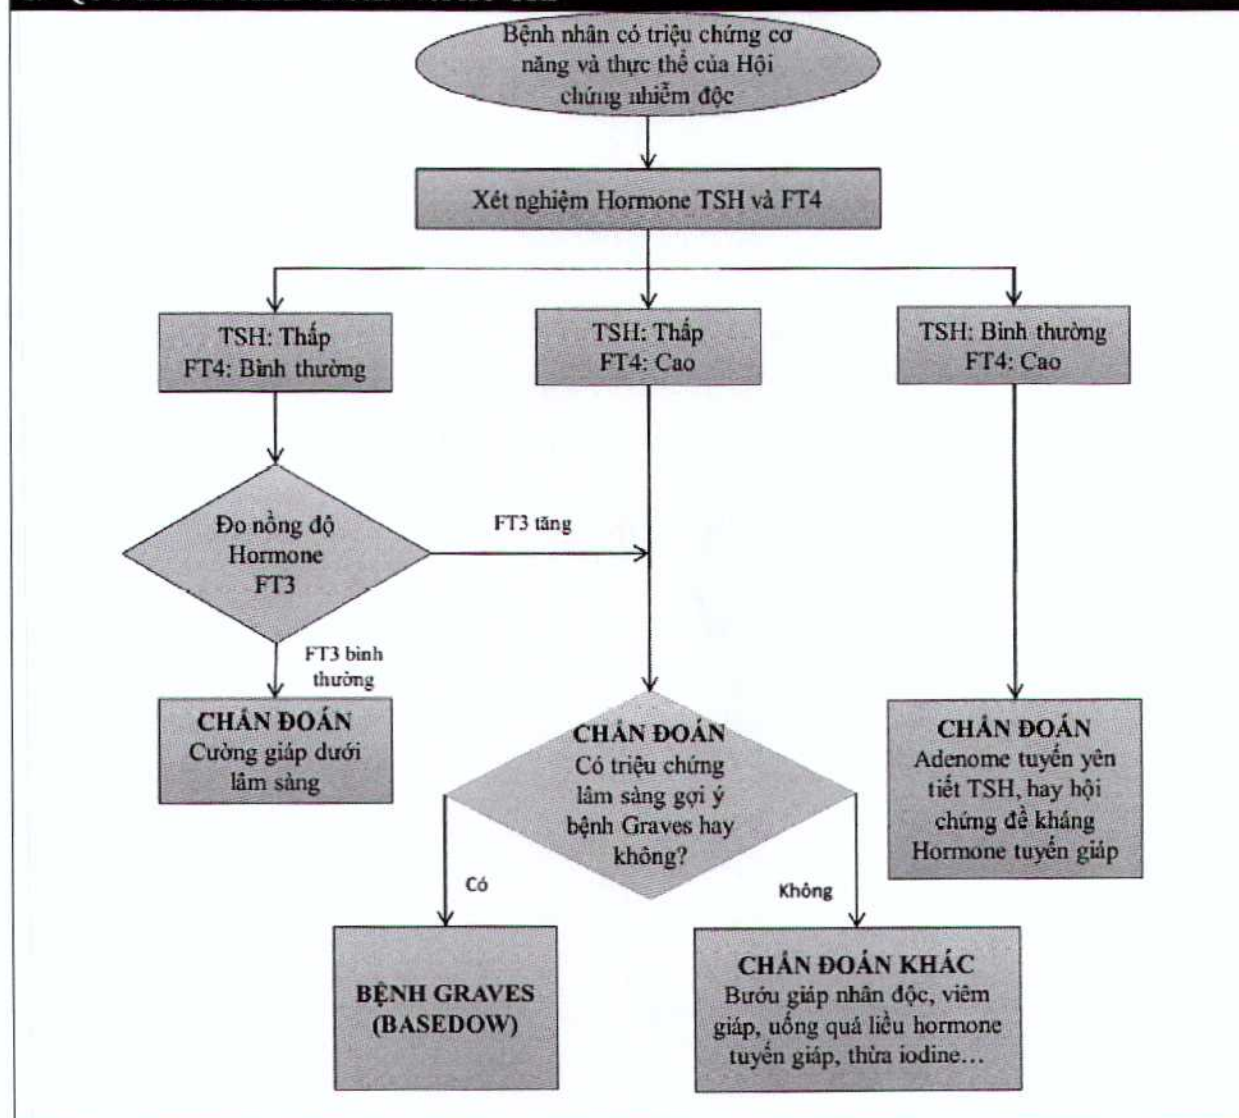 Bệnh nhân có triệu chứng cơ
năng và thực thể của Hội
chứng nhiễm độc
Xét nghiệm Hormone TSH và FT4
TSH: Thấp
FT4: Bình thường
TSH: Thấp
FT4: Cao
TSH: Bình thường
FT4: Cao
Đo nồng độ
Hormone
FT3
FT3 tăng
FT3 bình
thường
CHẨN ĐOÁN
Cường giáp dưới
lâm sàng
CHẨN ĐOÁN
Có triệu chứng
lâm sàng gợi ý
bệnh Graves hay
không?
CHẨN ĐOÁN
Adenome tuyến yên
tiết TSH, hay hội
chứng đề kháng
Hormone tuyến giáp
Có
Không
BỆNH GRAVES
(BASEDOW)
CHẨN ĐOÁN KHÁC
Bướu giáp nhân độc, viêm
giáp, uống quá liều hormone
tuyến giáp, thừa iodine…